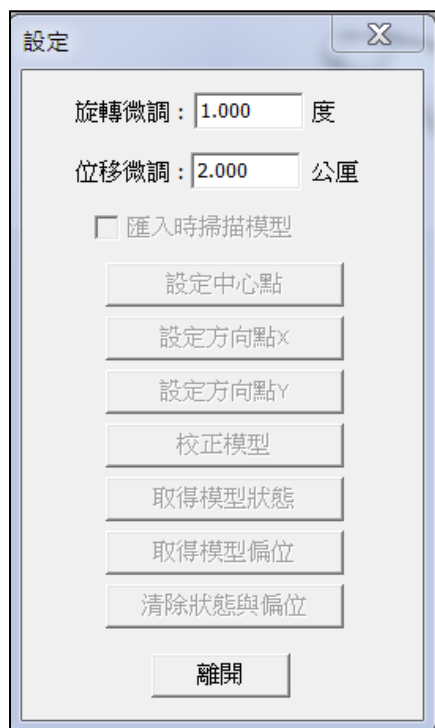 設定
旋轉微調：1.000 度
位移微調：2.000 公厘
匯入時掃描模型
設定中心點
設定方向點X
設定方向點Y
校正模型
取得模型狀態
取得模型偏位
清除狀態與偏位
離開